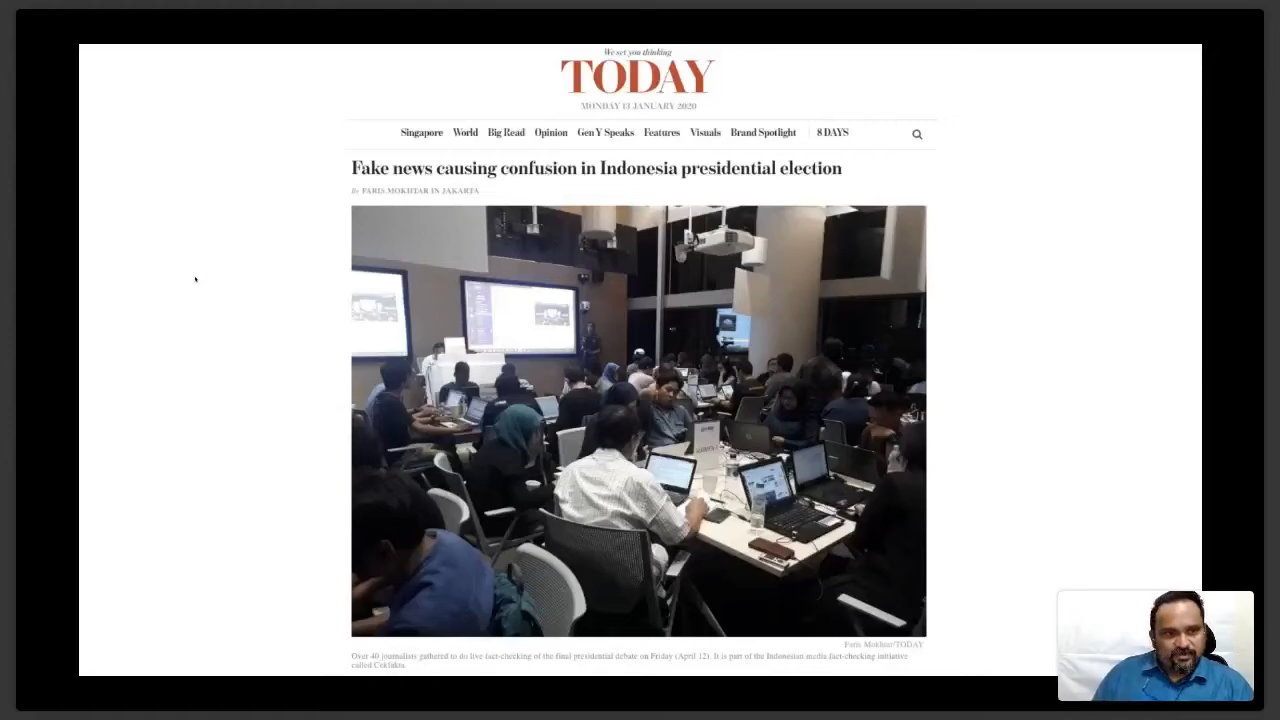 We set you thinking
TODAY
MONDAY 13 JANUARY 2020
Singapore World Big Read Opinion Gen Y Speaks Features Visuals Brand Spotlight 8 DAYS
Fake news causing confusion in Indonesia presidential election
By FARIS MOKHTAR IN JAKARTA
Faris Mokhtar/TODAY
Over 40 journalists gathered to do live fact-checking of the final presidential debate on Friday (April 12). It is part of the Indonesian media fact-checking initiative
called Cekfakta.